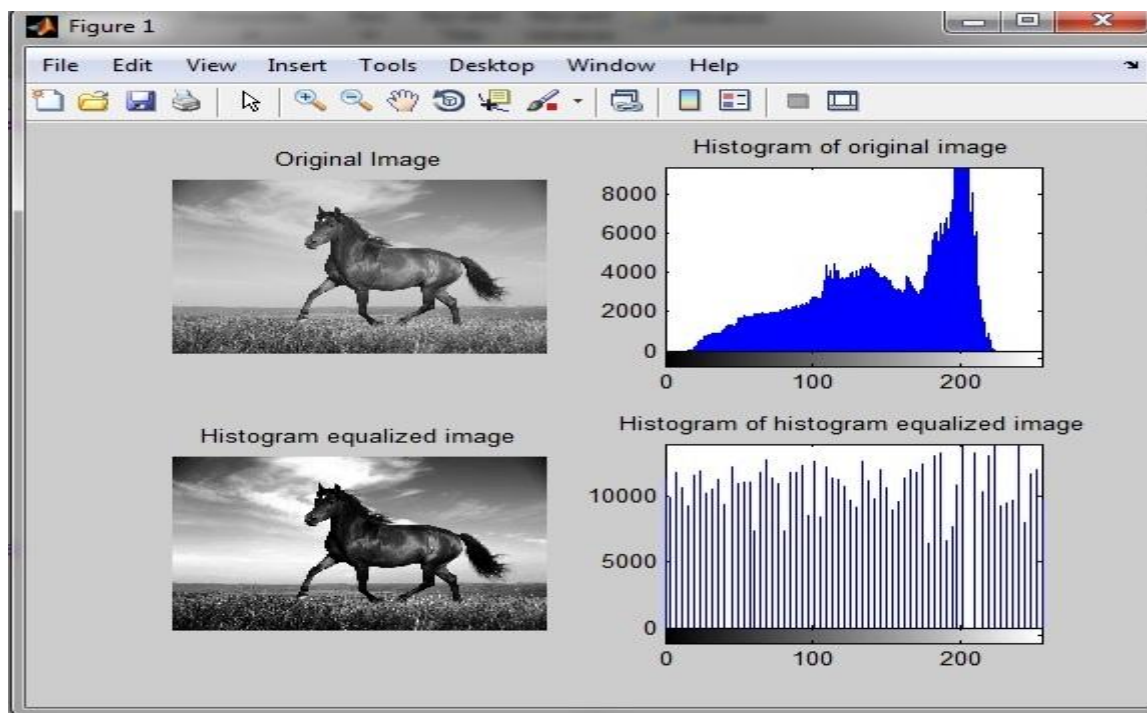 Figure 1
File Edit View Insert Tools Desktop Window Help
Original Image
Histogram of original image
8000
6000
4000
2000
0
0 100 200
Histogram equalized image
Histogram of histogram equalized image
10000
5000
0
0 100 200